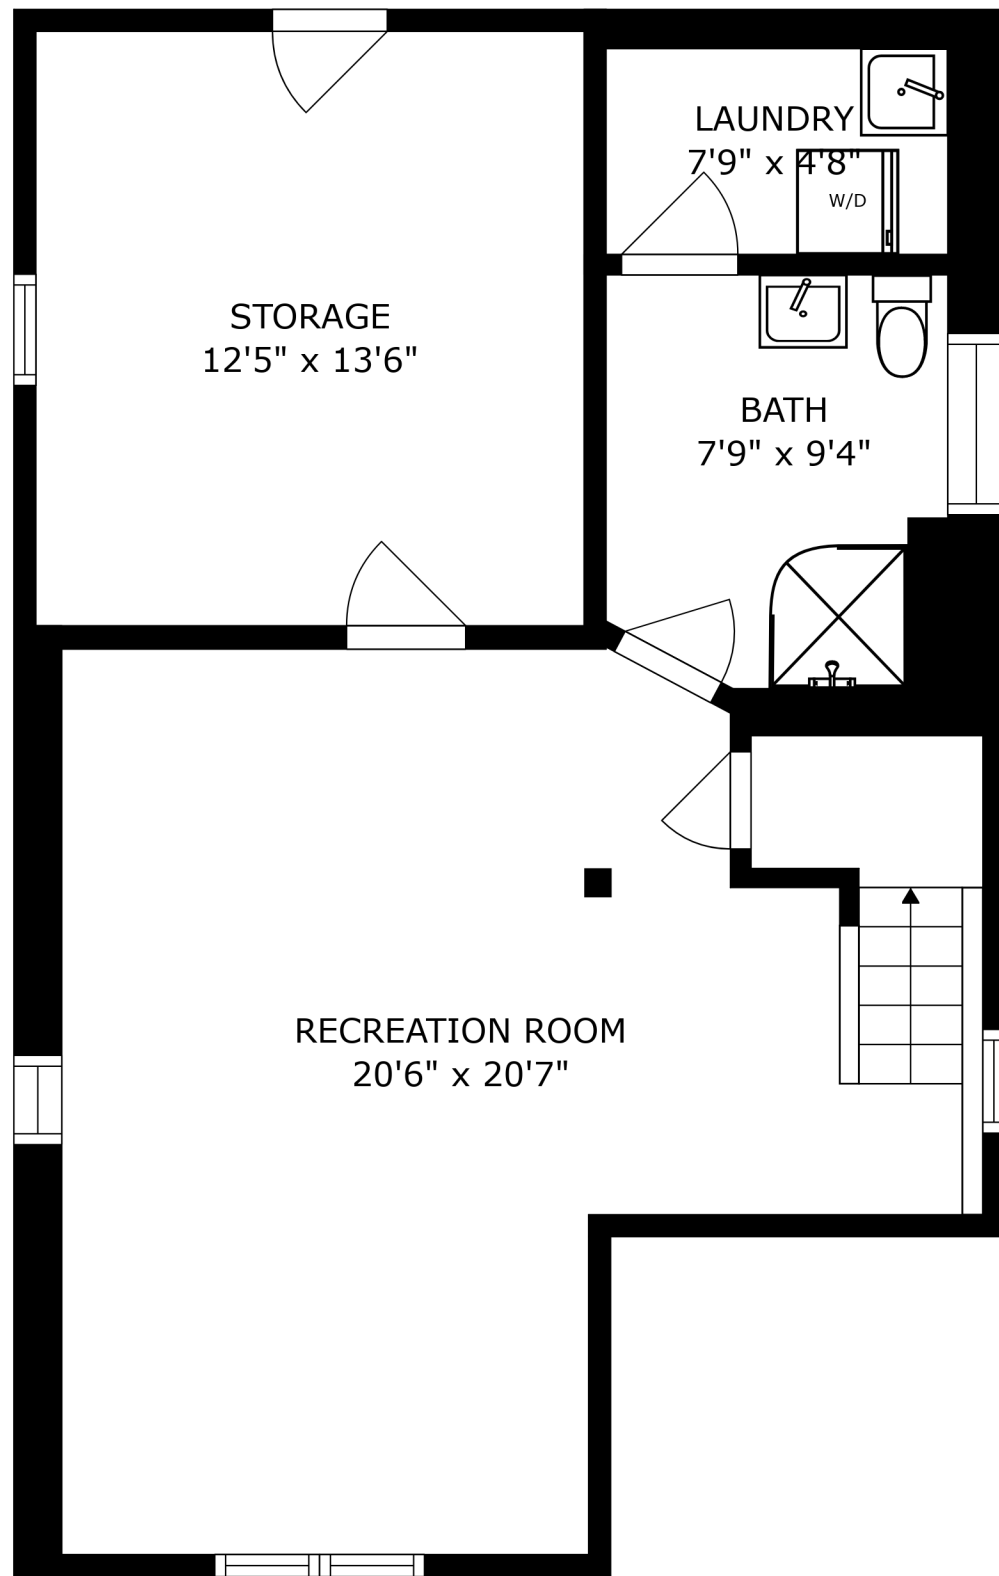 LAUNDRY
7'9" x 4'8"
W/D
STORAGE
12'5" x 13'6"
BATH
7'9" x 9'4"
RECREATION ROOM
20'6" x 20'7"